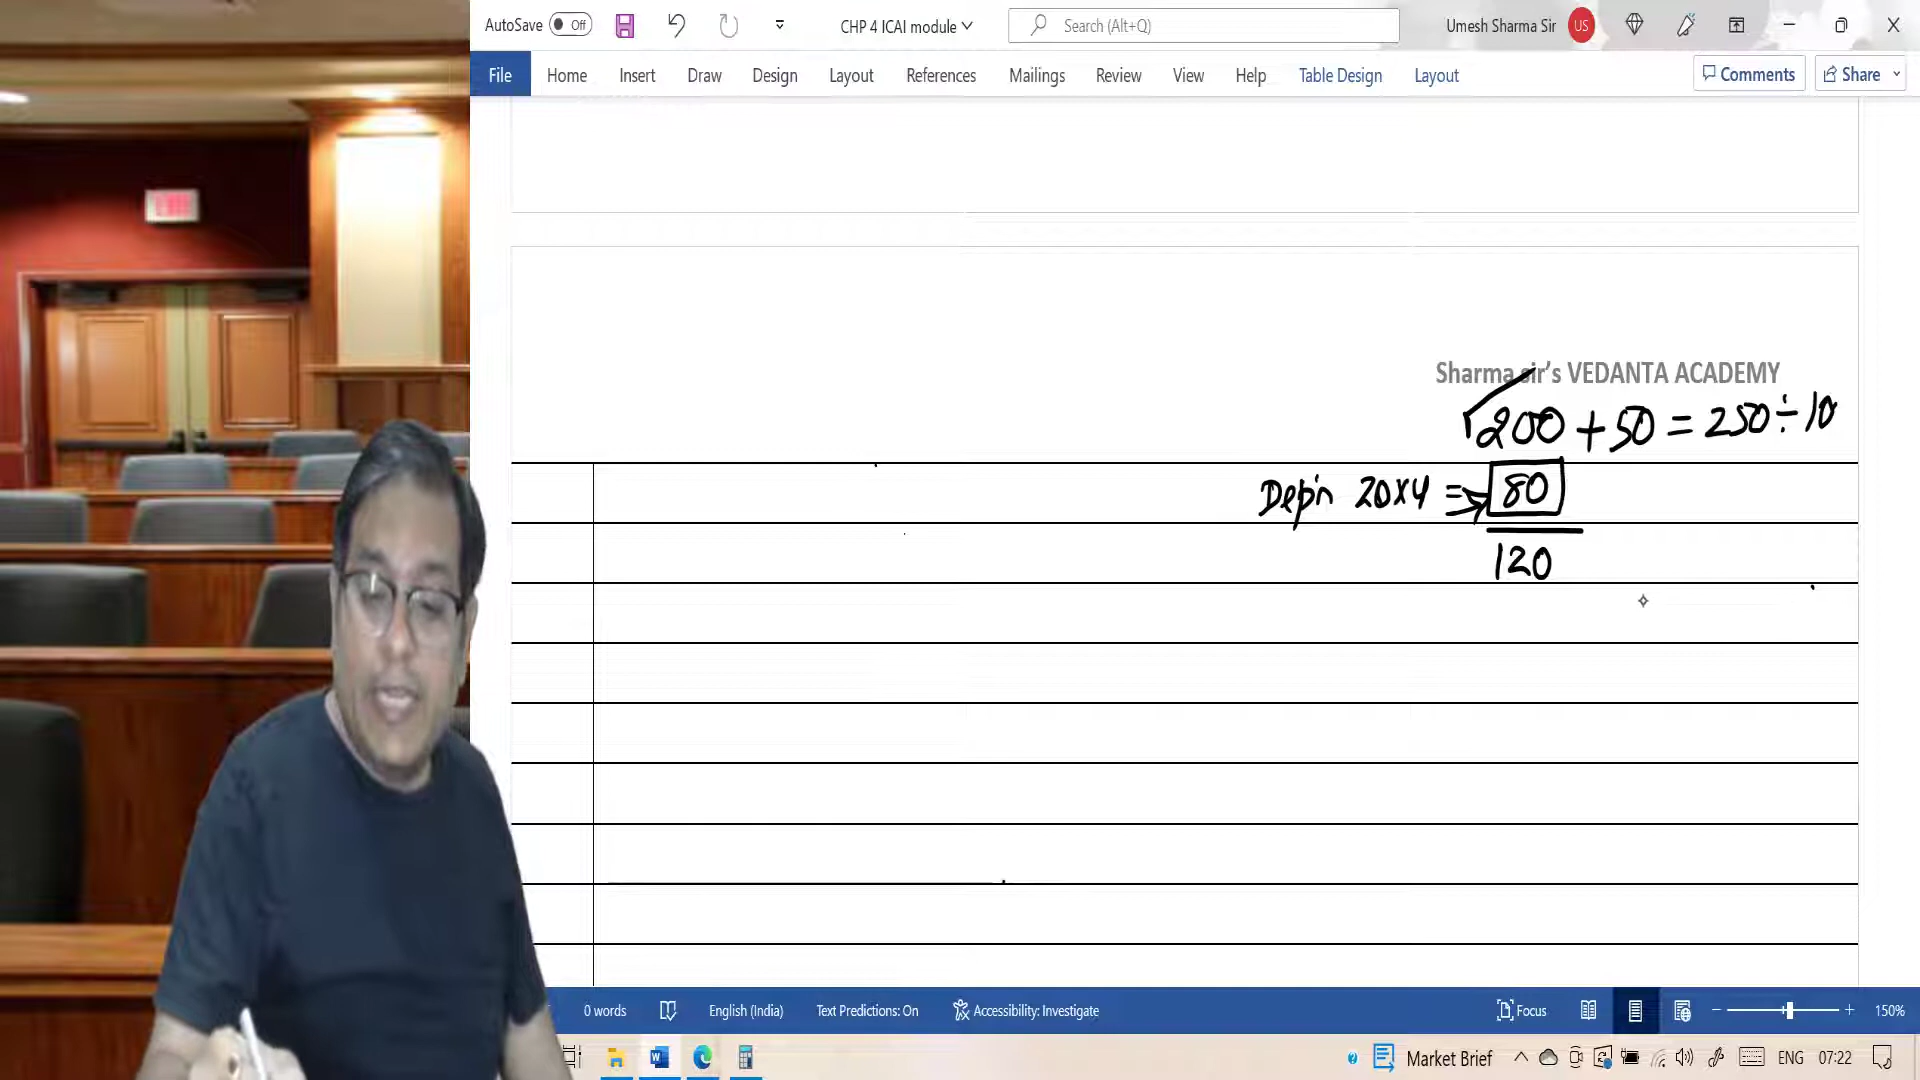 AutoSave Off CHP 4 ICAI module Search (Alt+Q) Umesh Sharma Sir US
File Home Insert Draw Design Layout References Mailings Review View Help Table Design Layout Comments Share
Sharma sir's VEDANTA ACADEMY
200 + 50 = 250 ÷ 10
Dep'n 20x4 = 80
120
0 words English (India) Text Predictions: On Accessibility: Investigate Focus 150%
Market Brief ENG 07:22